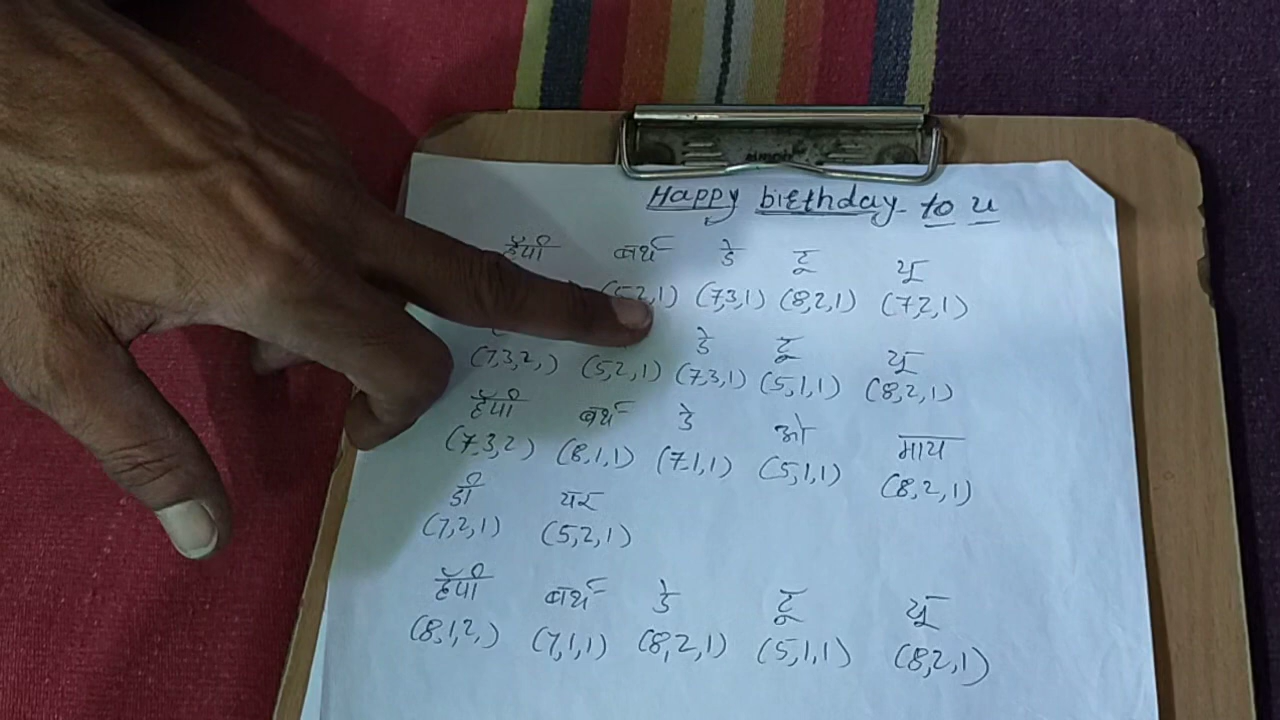 Happy birthday to u
हॅपी बर्थ डे टू यू
(5,2,1) (7,3,1) (8,2,1) (7,2,1)
डे टू यू
(7,3,2,) (5,2,1) (7,3,1) (5,1,1) (8,2,1)
हॅपी बर्थ डे ओ माय
(7,3,2) (8,1,1) (7,1,1) (5,1,1) (8,2,1)
डी यर
(7,2,1) (5,2,1)
हॅपी बर्थ डे टू यू
(8,1,2,) (7,1,1) (8,2,1) (5,1,1) (8,2,1)